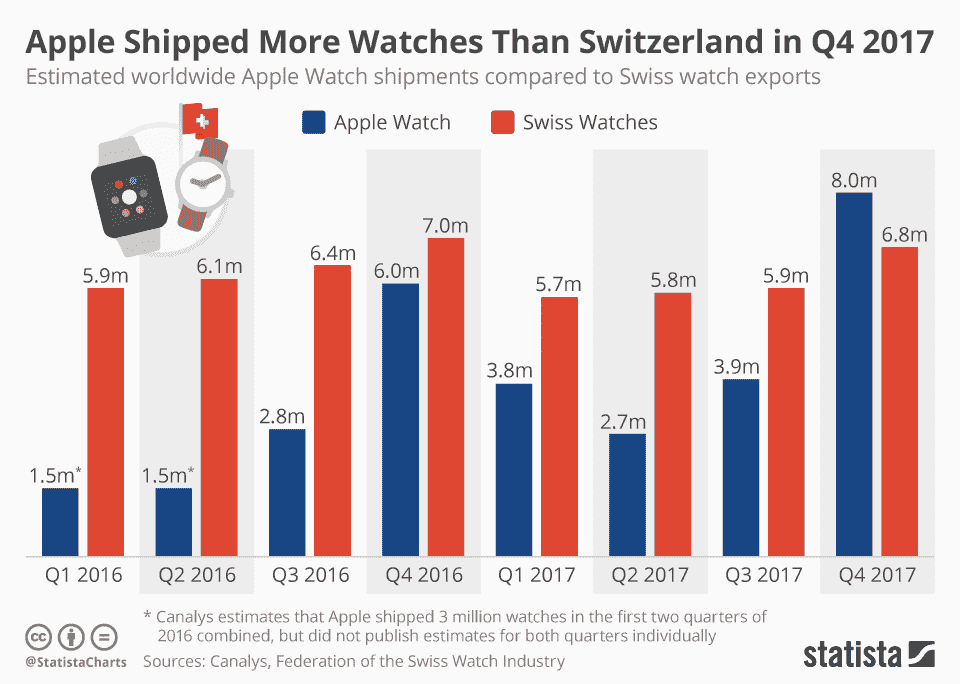 Apple Shipped More Watches Than Switzerland in Q4 2017
Estimated worldwide Apple Watch shipments compared to Swiss watch exports
Apple Watch
Swiss Watches
1.5m*
5.9m
1.5m*
6.1m
2.8m
6.4m
6.0m
7.0m
3.8m
5.7m
2.7m
5.8m
3.9m
5.9m
8.0m
6.8m
Q1 2016
Q2 2016
Q3 2016
Q4 2016
Q1 2017
Q2 2017
Q3 2017
Q4 2017
* Canalys estimates that Apple shipped 3 million watches in the first two quarters of
2016 combined, but did not publish estimates for both quarters individually
cc
@StatistaCharts
Sources: Canalys, Federation of the Swiss Watch Industry
statista